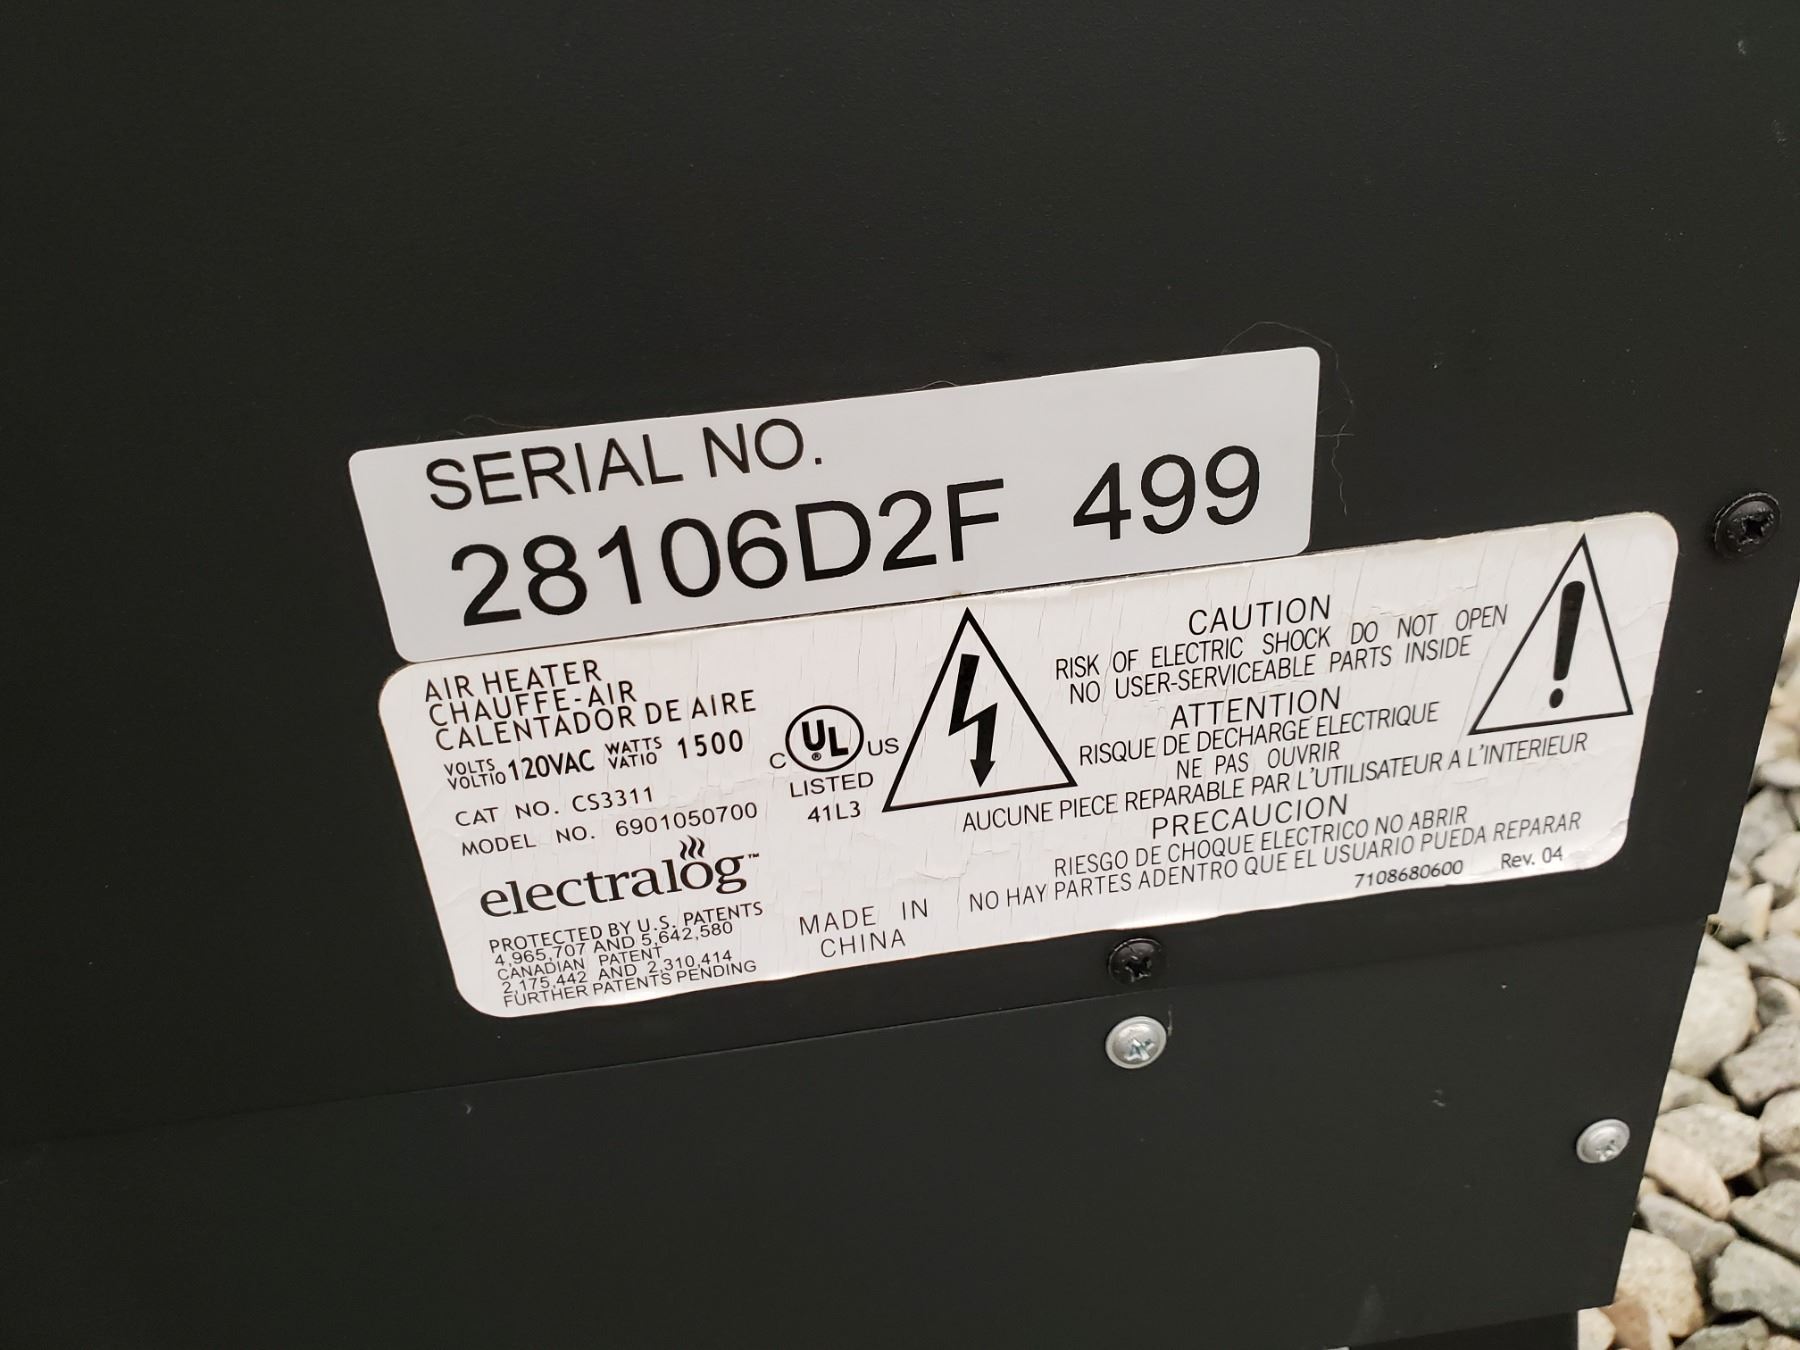 SERIAL NO.
28106D2F 499
AIR HEATER
CHAUFFE-AIR
CALENTADOR DE AIRE
VOLTS
VOLTIO 120VAC WATTS
VATIO 1500
CAT NO. CS3311
MODEL NO. 6901050700
electralog™
PROTECTED BY U.S. PATENTS
4,965,707 AND 5,642,580
CANADIAN PATENT
2,175,442 AND 2,310,414
FURTHER PATENTS PENDING
C UL® US
LISTED
41L3
MADE IN
CHINA
CAUTION
RISK OF ELECTRIC SHOCK DO NOT OPEN
NO USER-SERVICEABLE PARTS INSIDE
ATTENTION
RISQUE DE DECHARGE ELECTRIQUE
NE PAS OUVRIR
AUCUNE PIECE REPARABLE PAR L'UTILISATEUR A L'INTERIEUR
PRECAUCION
RIESGO DE CHOQUE ELECTRICO NO ABRIR
NO HAY PARTES ADENTRO QUE EL USUARIO PUEDA REPARAR
7108680600 Rev. 04
!